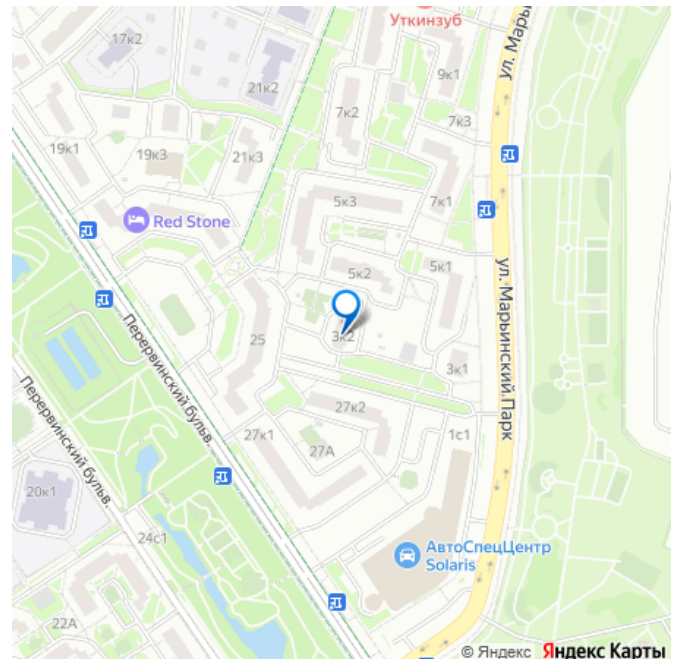 Уткинзуб
17к2
9к1
ул. Марьи
21к2
7к2
7к3
19к1
19к3
21к3
5к3
7к1
Red Stone
5к2
5к1
ул. Марьинский Парк
25
3к2
3к1
Перервинский бульв.
27к2
27к1
27А
1с1
Перервинский бульв.
20к1
24с1
АвтоСпецЦентр
Solaris
22А
© Яндекс Яндекс Карты